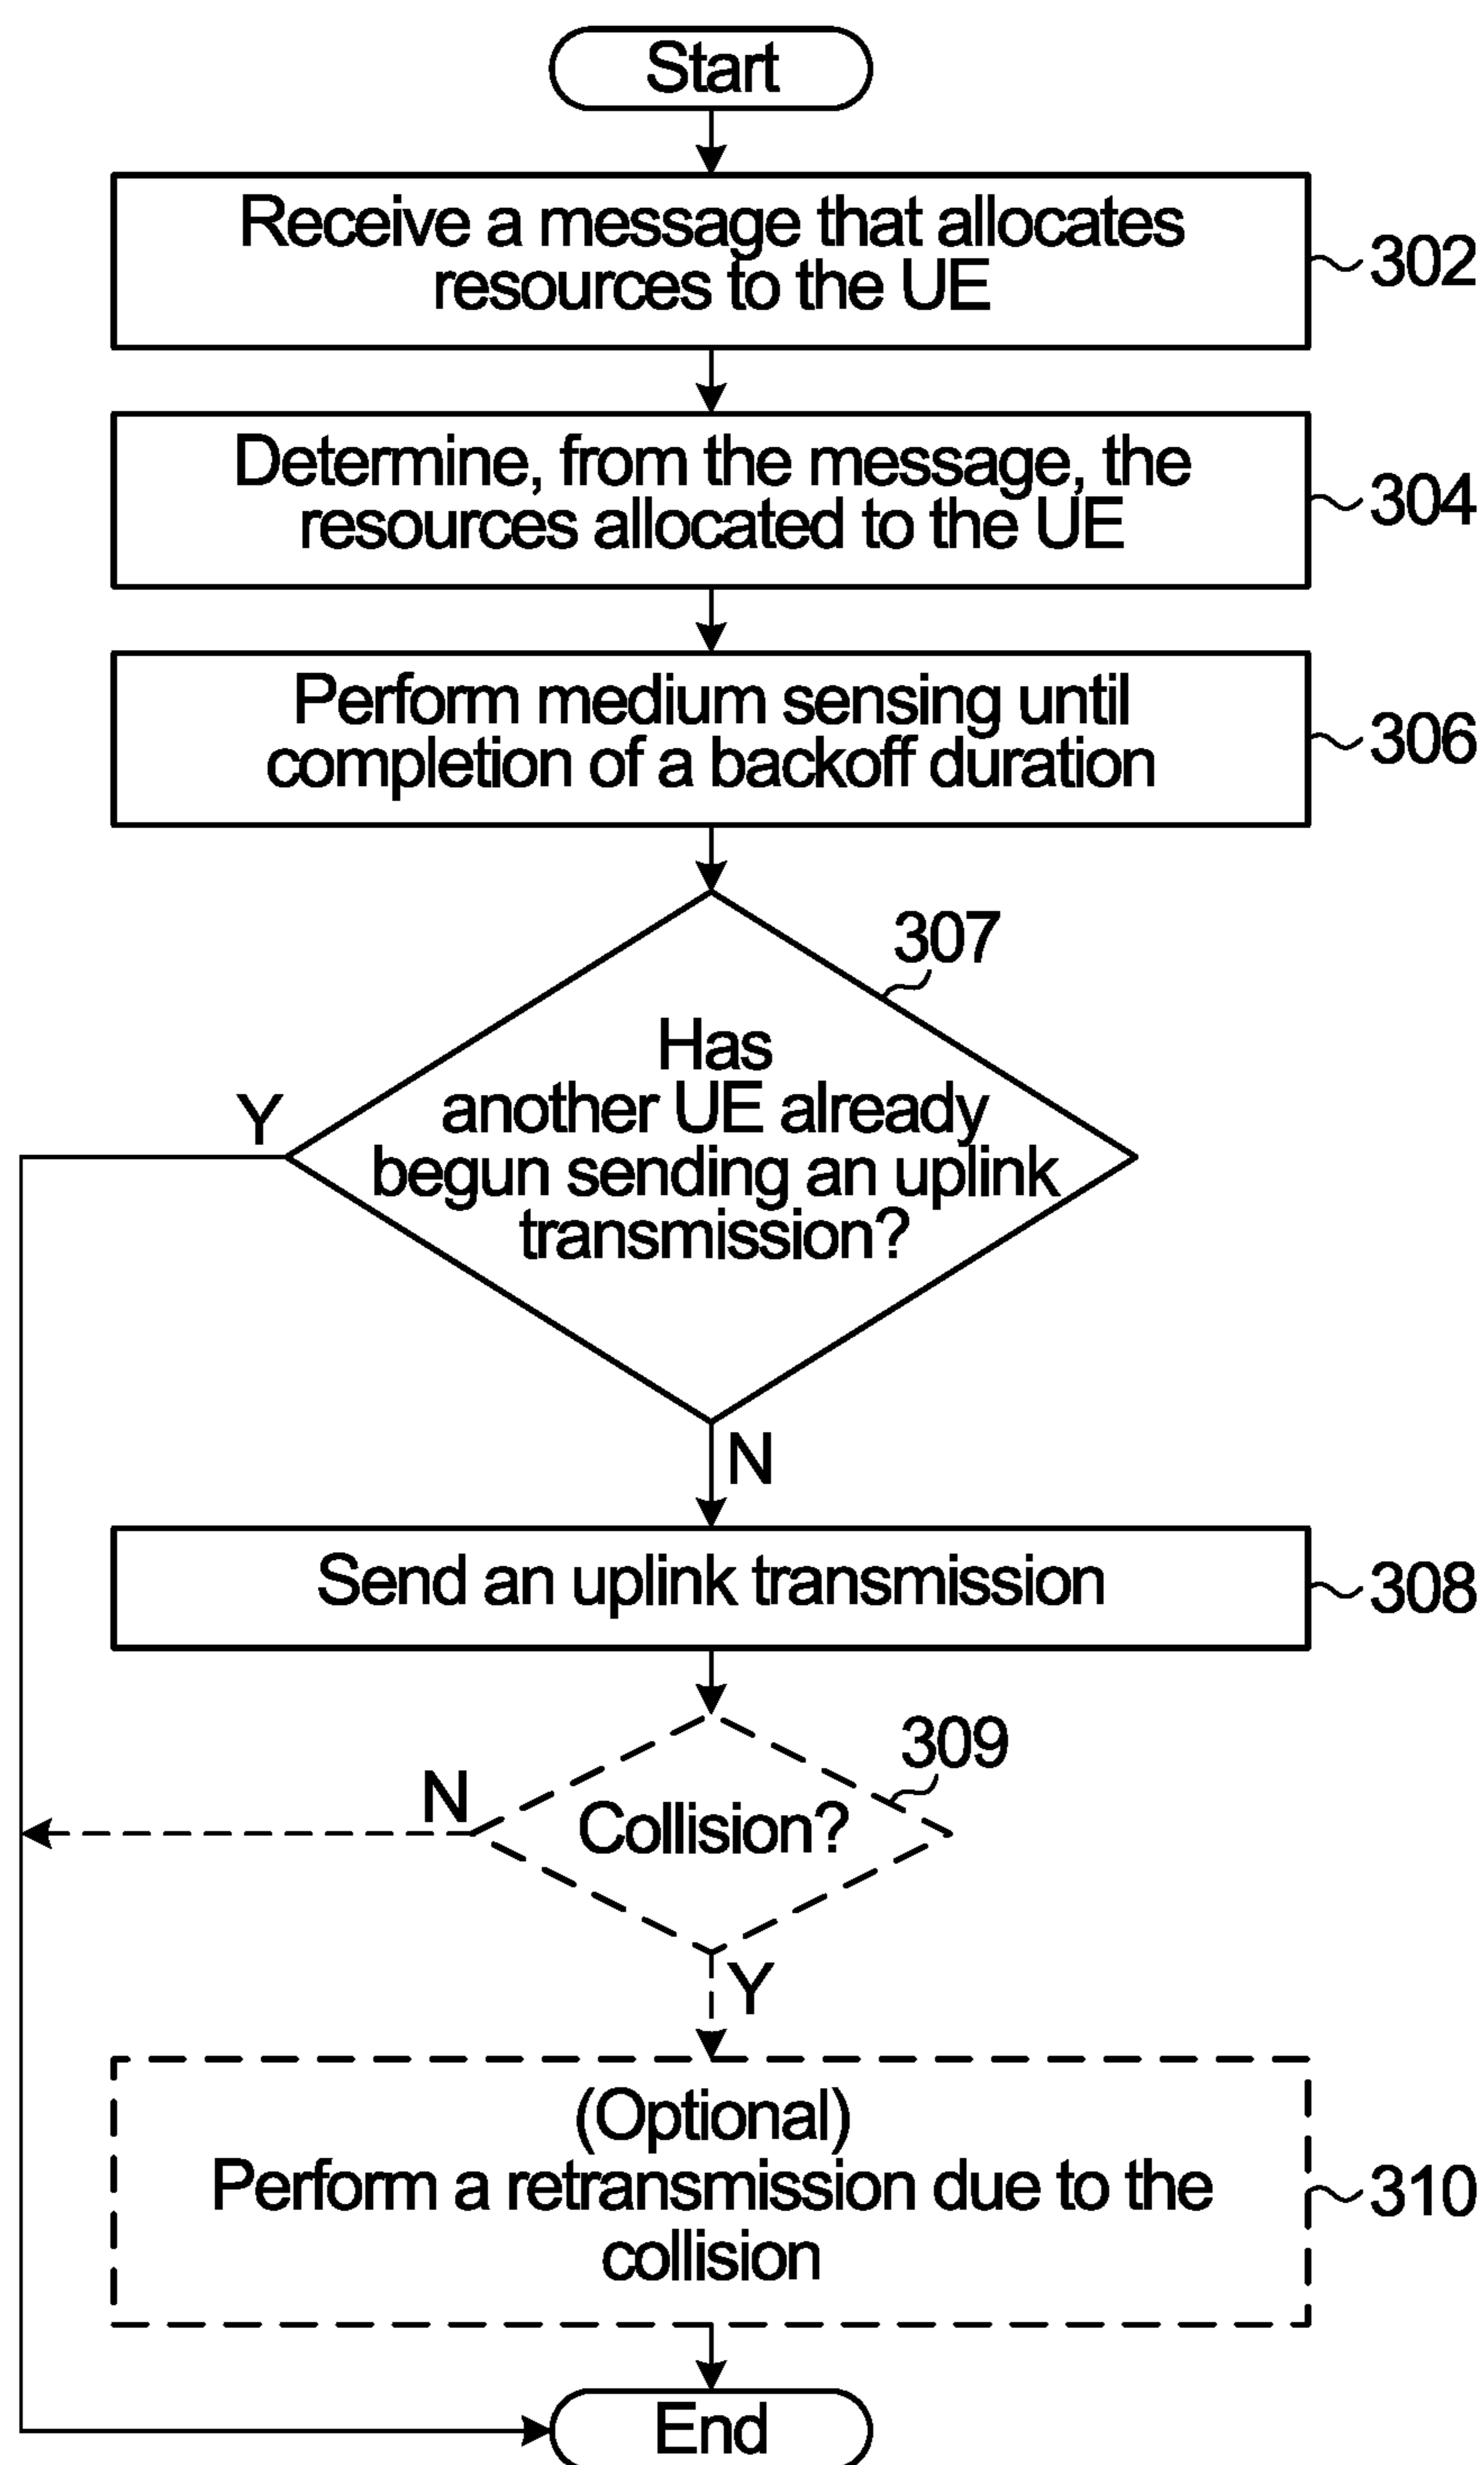 Start
Receive a message that allocates
resources to the UE
302
Determine, from the message, the
resources allocated to the UE
304
Perform medium sensing until
completion of a backoff duration
306
307
Has
another UE already
begun sending an uplink
transmission?
Y
N
Send an uplink transmission
308
309
Collision?
N
Y
(Optional)
Perform a retransmission due to the
collision
310
End